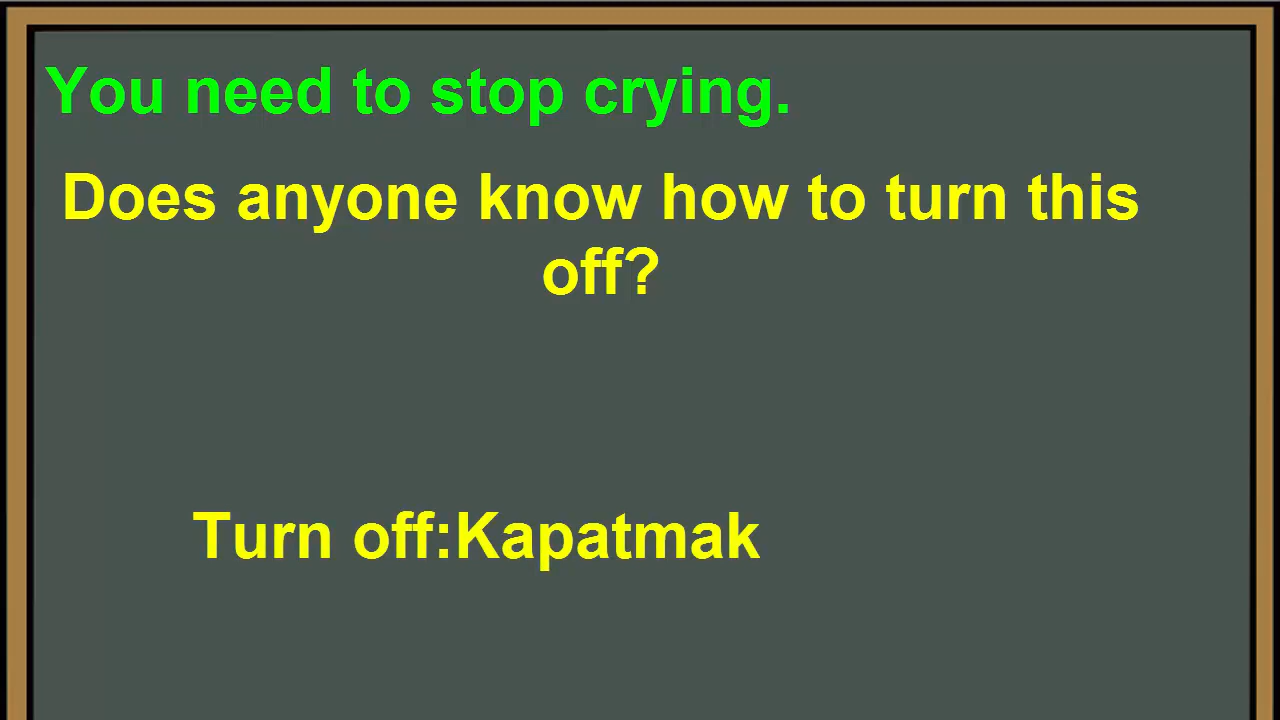 You need to stop crying.
Does anyone know how to turn this
off?
Turn off:Kapatmak